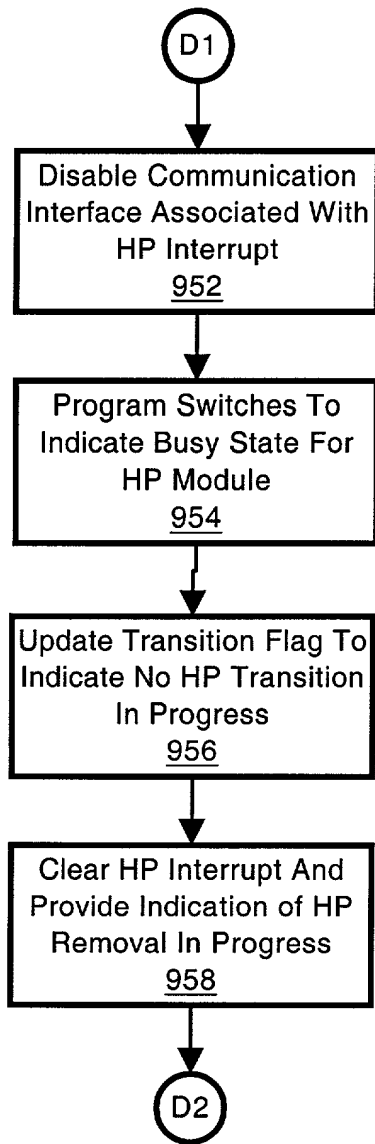 D1
Disable Communication
Interface Associated With
HP Interrupt
952
Program Switches To
Indicate Busy State For
HP Module
954
Update Transition Flag To
Indicate No HP Transition
In Progress
956
Clear HP Interrupt And
Provide Indication of HP
Removal In Progress
958
D2